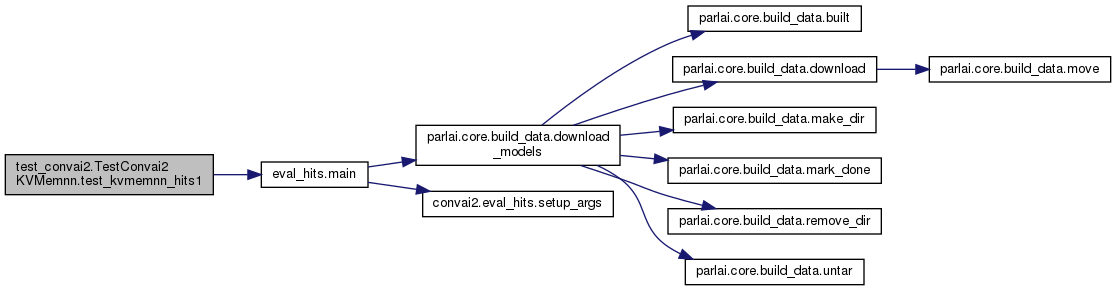 test_convai2.TestConvai2
KVMemnn.test_kvmemnn_hits1
eval_hits.main
parlai.core.build_data.download
_models
convai2.eval_hits.setup_args
parlai.core.build_data.built
parlai.core.build_data.download
parlai.core.build_data.move
parlai.core.build_data.make_dir
parlai.core.build_data.mark_done
parlai.core.build_data.remove_dir
parlai.core.build_data.untar